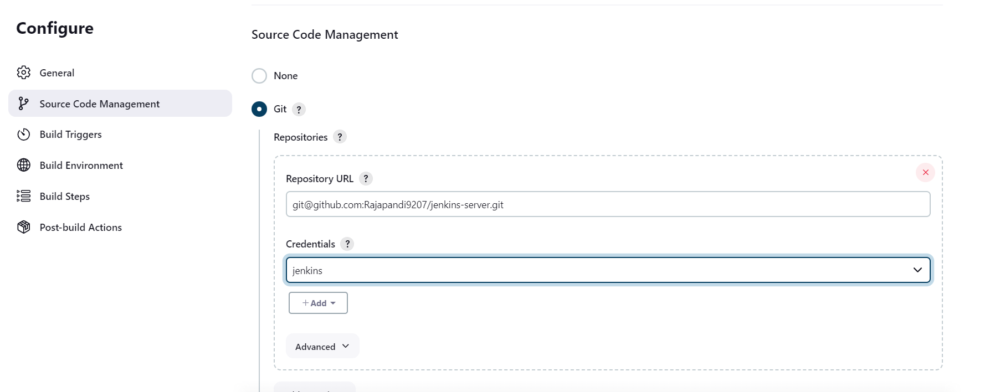 Configure
General
Source Code Management
Build Triggers
Build Environment
Build Steps
Post-build Actions
Source Code Management
None
Git ?
Repositories ?
Repository URL ?
git@github.com:Rajapandi9207/jenkins-server.git
Credentials ?
jenkins
+ Add
Advanced